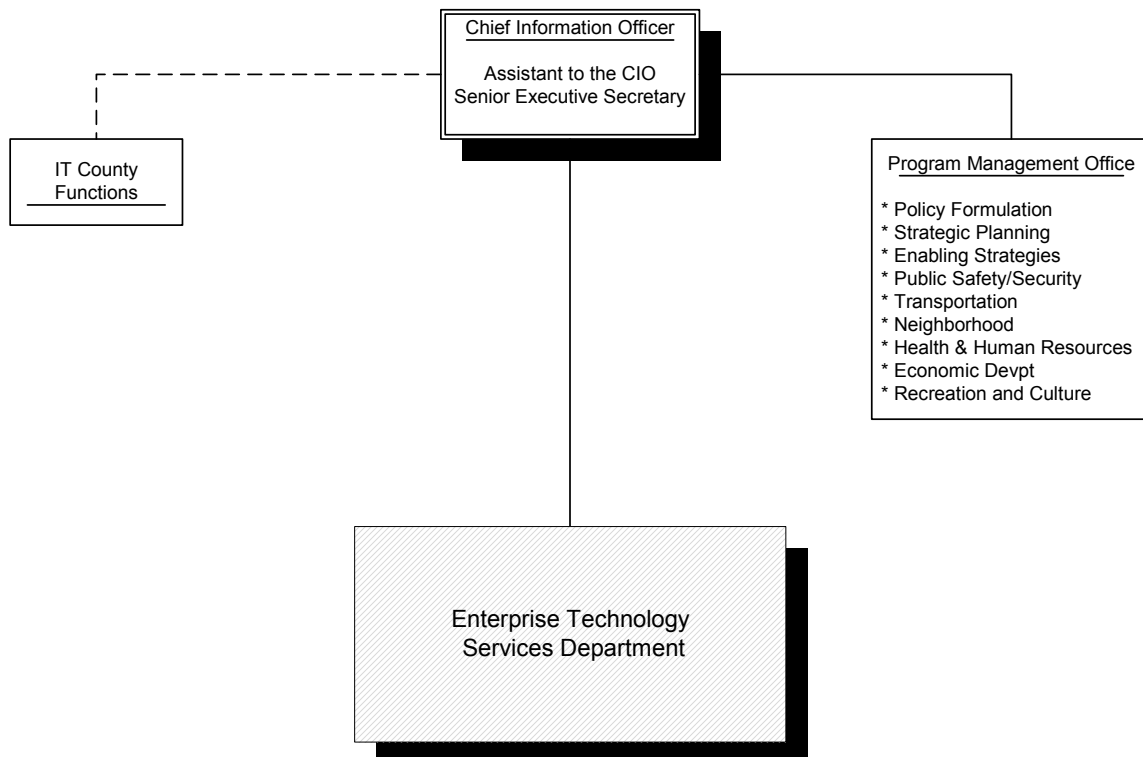 Chief Information Officer
Assistant to the CIO
Senior Executive Secretary
IT County
Functions
Program Management Office
* Policy Formulation
* Strategic Planning
* Enabling Strategies
* Public Safety/Security
* Transportation
* Neighborhood
* Health & Human Resources
* Economic Devpt
* Recreation and Culture
Enterprise Technology
Services Department